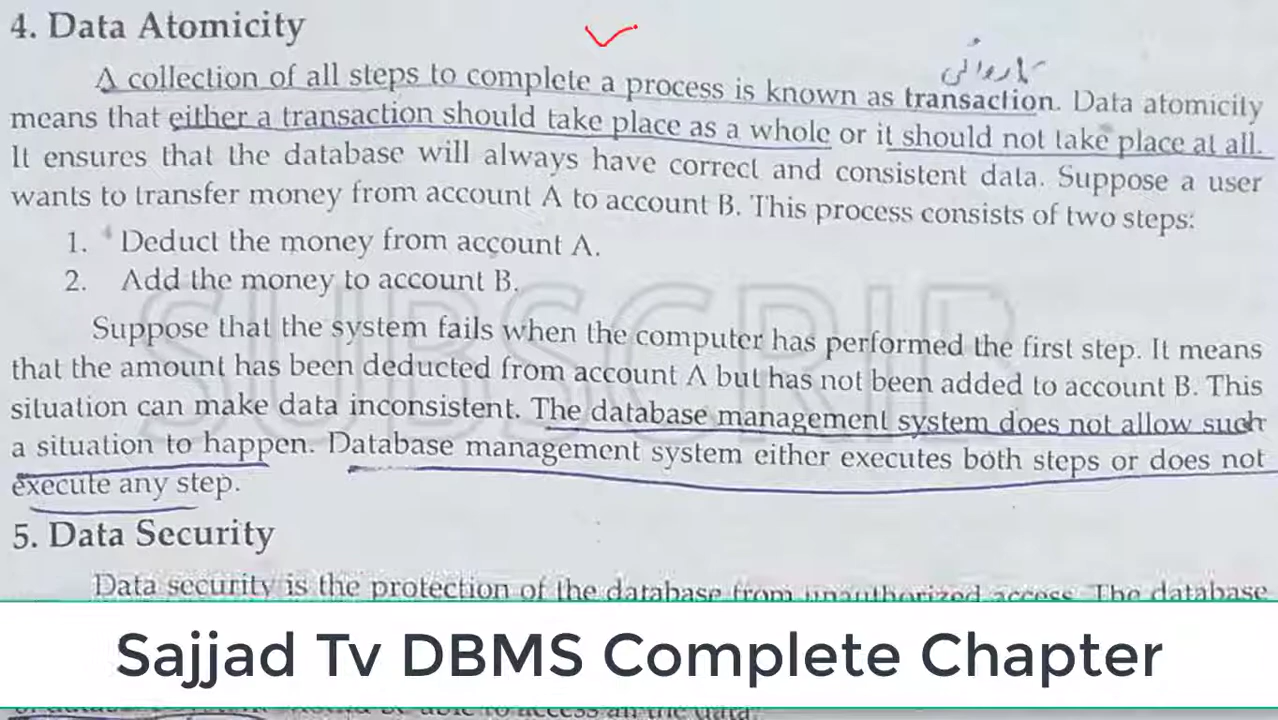 4. Data Atomicity
کاروائی
A collection of all steps to complete a process is known as transaction. Data atomicity
means that either a transaction should take place as a whole or it should not take place at all.
It ensures that the database will always have correct and consistent data. Suppose a user
wants to transfer money from account A to account B. This process consists of two steps:
1. Deduct the money from account A.
2. Add the money to account B.
SUBSCRIB
Suppose that the system fails when the computer has performed the first step. It means
that the amount has been deducted from account A but has not been added to account B. This
situation can make data inconsistent. The database management system does not allow such
a situation to happen. Database management system either executes both steps or does not
execute any step.
5. Data Security
Data security is the protection of the database from unauthorized access. The database
Sajjad Tv DBMS Complete Chapter
to access all the data.